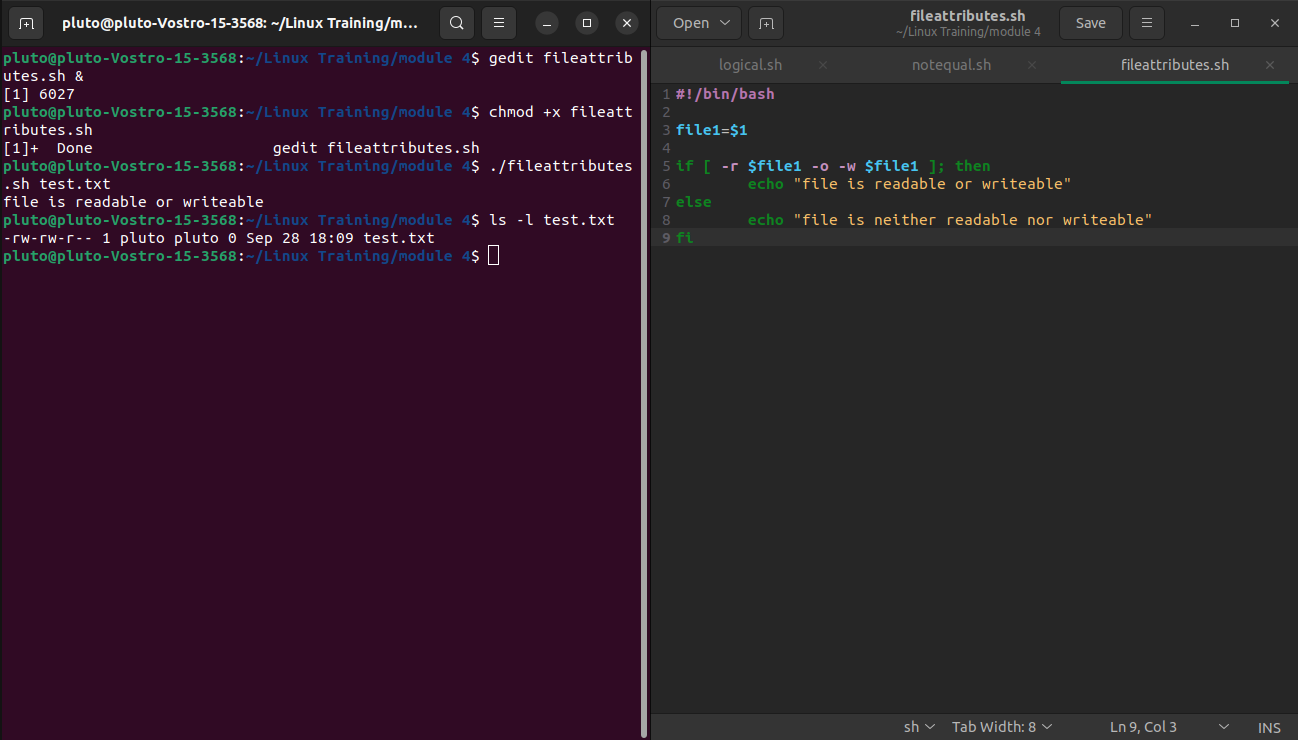 pluto@pluto-Vostro-15-3568: ~/Linux Training/m...
pluto@pluto-Vostro-15-3568:~/Linux Training/module 4$ gedit fileattrib
utes.sh &
[1] 6027
pluto@pluto-Vostro-15-3568:~/Linux Training/module 4$ chmod +x fileatt
ributes.sh
[1]+  Done                    gedit fileattributes.sh
pluto@pluto-Vostro-15-3568:~/Linux Training/module 4$ ./fileattributes
.sh test.txt
file is readable or writeable
pluto@pluto-Vostro-15-3568:~/Linux Training/module 4$ ls -l test.txt
-rw-rw-r-- 1 pluto pluto 0 Sep 28 18:09 test.txt
pluto@pluto-Vostro-15-3568:~/Linux Training/module 4$
Open
fileattributes.sh
~/Linux Training/module 4
Save
logical.sh
notequal.sh
fileattributes.sh
1 #!/bin/bash
2
3 file1=$1
4
5 if [ -r $file1 -o -w $file1 ]; then
6         echo "file is readable or writeable"
7 else
8         echo "file is neither readable nor writeable"
9 fi
sh
Tab Width: 8
Ln 9, Col 3
INS